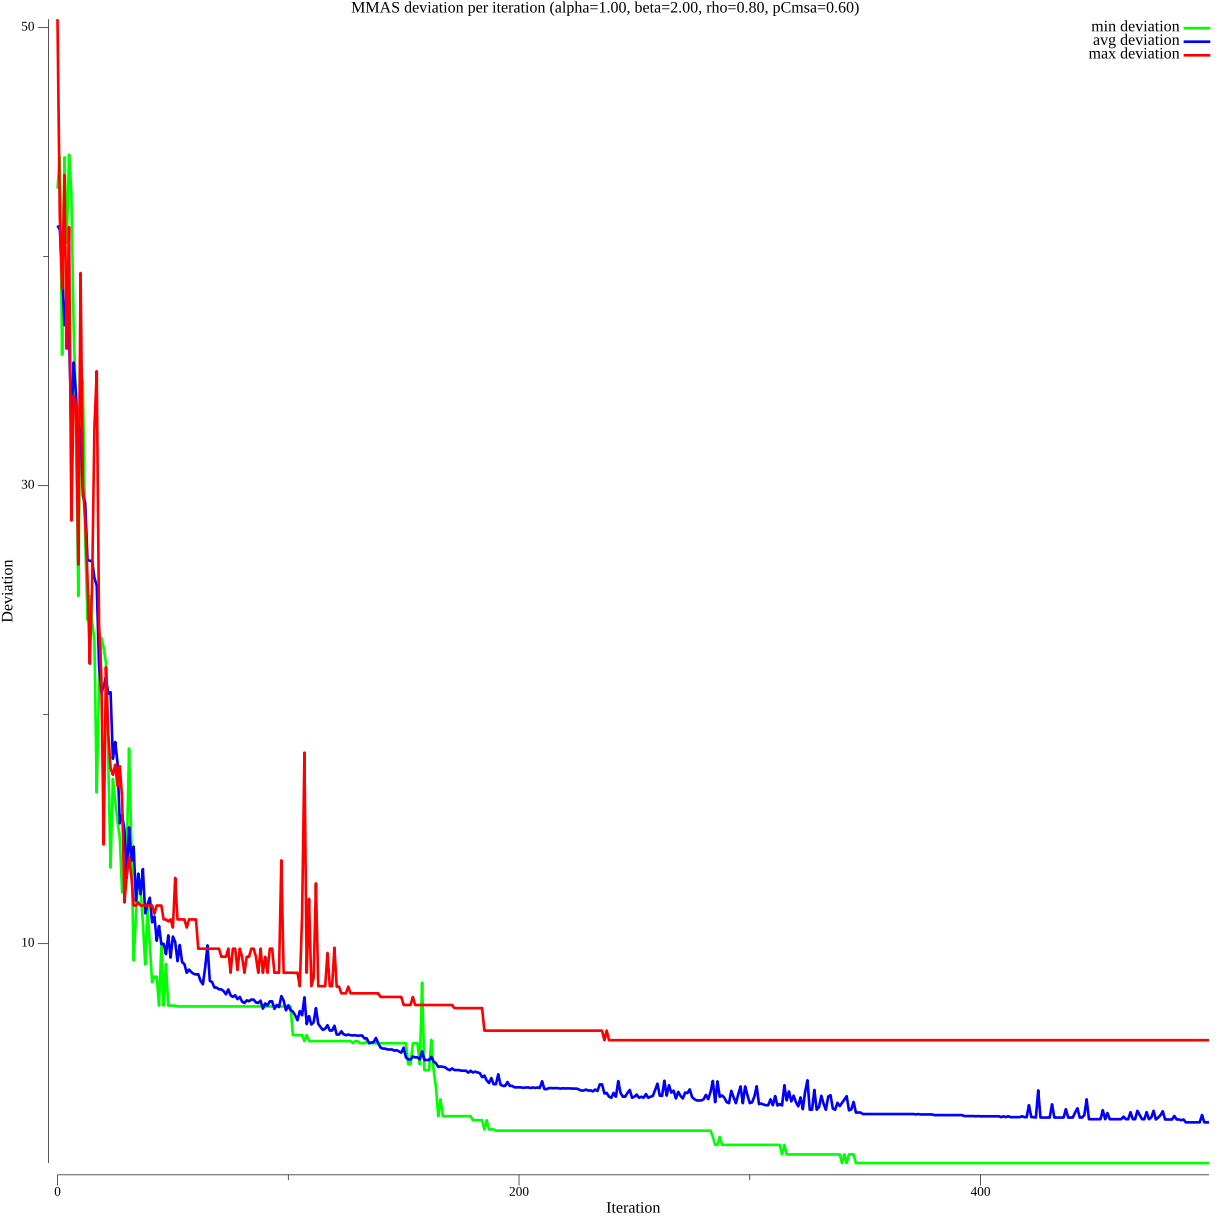 MMAS deviation per iteration (alpha=1.00, beta=2.00, rho=0.80, pCmsa=0.60)
min deviation
avg deviation
max deviation
50
30
10
Deviation
0
200
400
Iteration